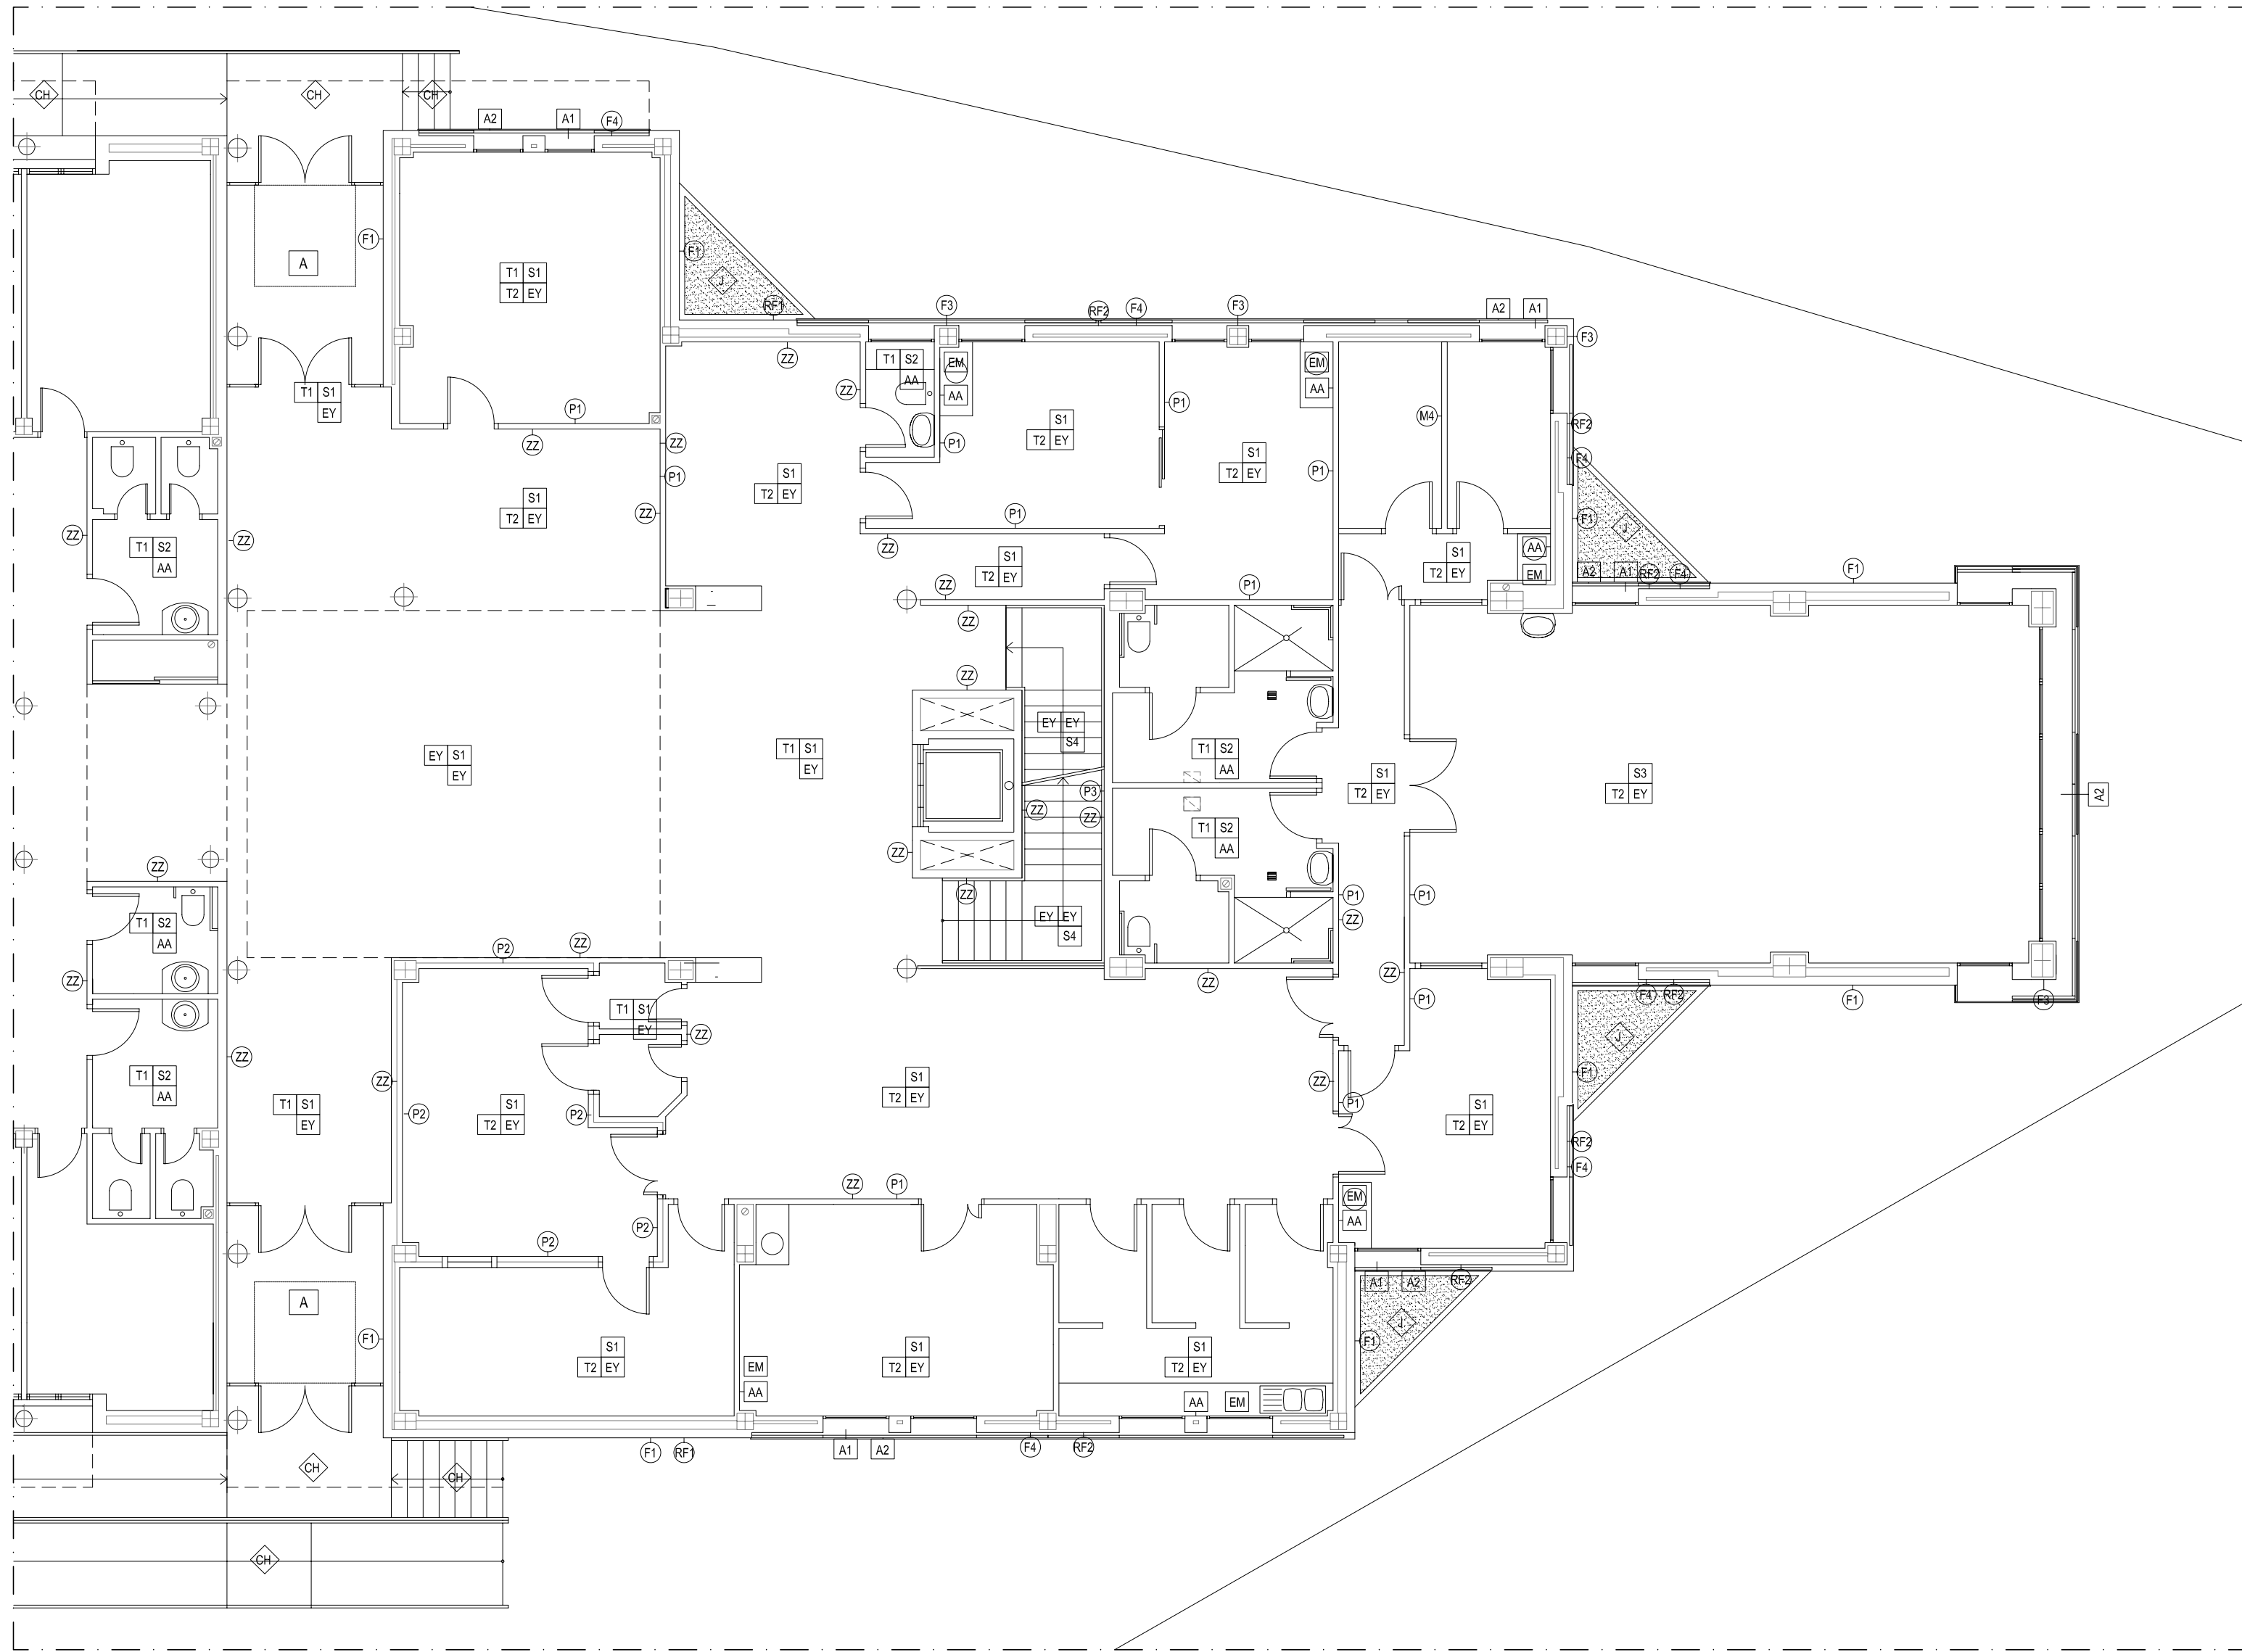 CH CH CH
A2 A1 F4
F1 A
T1 S1
T2 EY
F1
J
RF1 F3 RF2 F4 F3 A2 A1
F3
ZZ T1 S2 EM EM
AA AA AA
T1 S1
EY
ZZ P1 M4
P1 S1 S1 RF2
ZZ ZZ P1 T2 EY T2 EY P1 F4
P1 S1
T2 EY
S1
T2 EY
ZZ P1 F1 J
ZZ T1 S2
AA
ZZ ZZ
S1 S1 AA
T2 EY T2 EY EM
A2 A1 RF2 F4 F1
ZZ P1
ZZ
ZZ
EY EY
S4
EY S1
EY
T1 S1
EY
T1 S2
AA
S1
T2 EY
S3
T2 EY
A2
P3
ZZ ZZ
T1 S2
AA
ZZ
ZZ
ZZ P1 P1
T1 S2
AA
EY EY
S4
ZZ
P2 ZZ
ZZ ZZ ZZ
T1 S1
EY
P1 F4 RF2 F1 F3
ZZ
ZZ J
T1 S2
AA
ZZ S1
T2 EY
ZZ F1
T1 S1
EY
P2 S1
T2 EY
P2 P1 S1
T2 EY
RF2
F4
ZZ P1 EM
AA
P2 P2
A A1 A2 RF2
F1 J
F1
S1
T2 EY
S1
T2 EY
S1
T2 EY
EM
AA AA EM
F1 RF1 A1 A2 F4 RF2
CH CH
CH